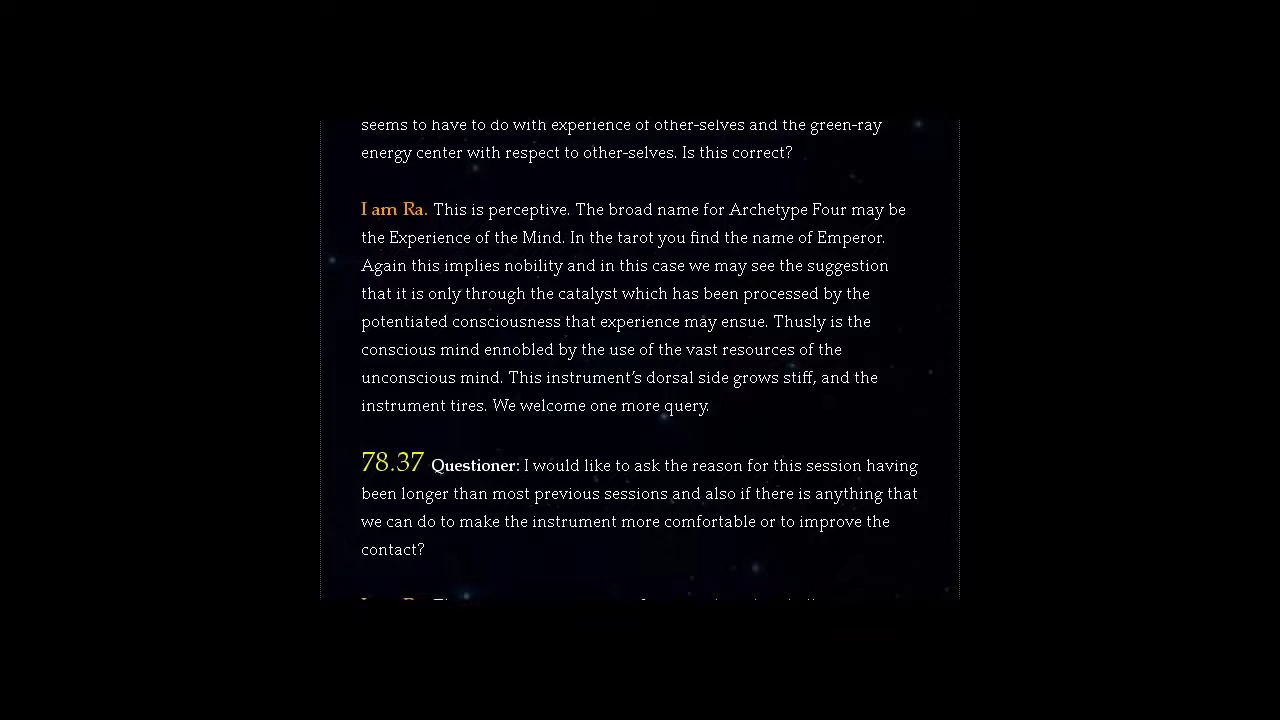 seems to have to do with experience of other-selves and the green-ray
energy center with respect to other-selves. Is this correct?
I am Ra. This is perceptive. The broad name for Archetype Four may be
the Experience of the Mind. In the tarot you find the name of Emperor.
Again this implies nobility and in this case we may see the suggestion
that it is only through the catalyst which has been processed by the
potentiated consciousness that experience may ensue. Thusly is the
conscious mind ennobled by the use of the vast resources of the
unconscious mind. This instrument’s dorsal side grows stiff, and the
instrument tires. We welcome one more query.
78.37 Questioner: I would like to ask the reason for this session having
been longer than most previous sessions and also if there is anything that
we can do to make the instrument more comfortable or to improve the
contact?